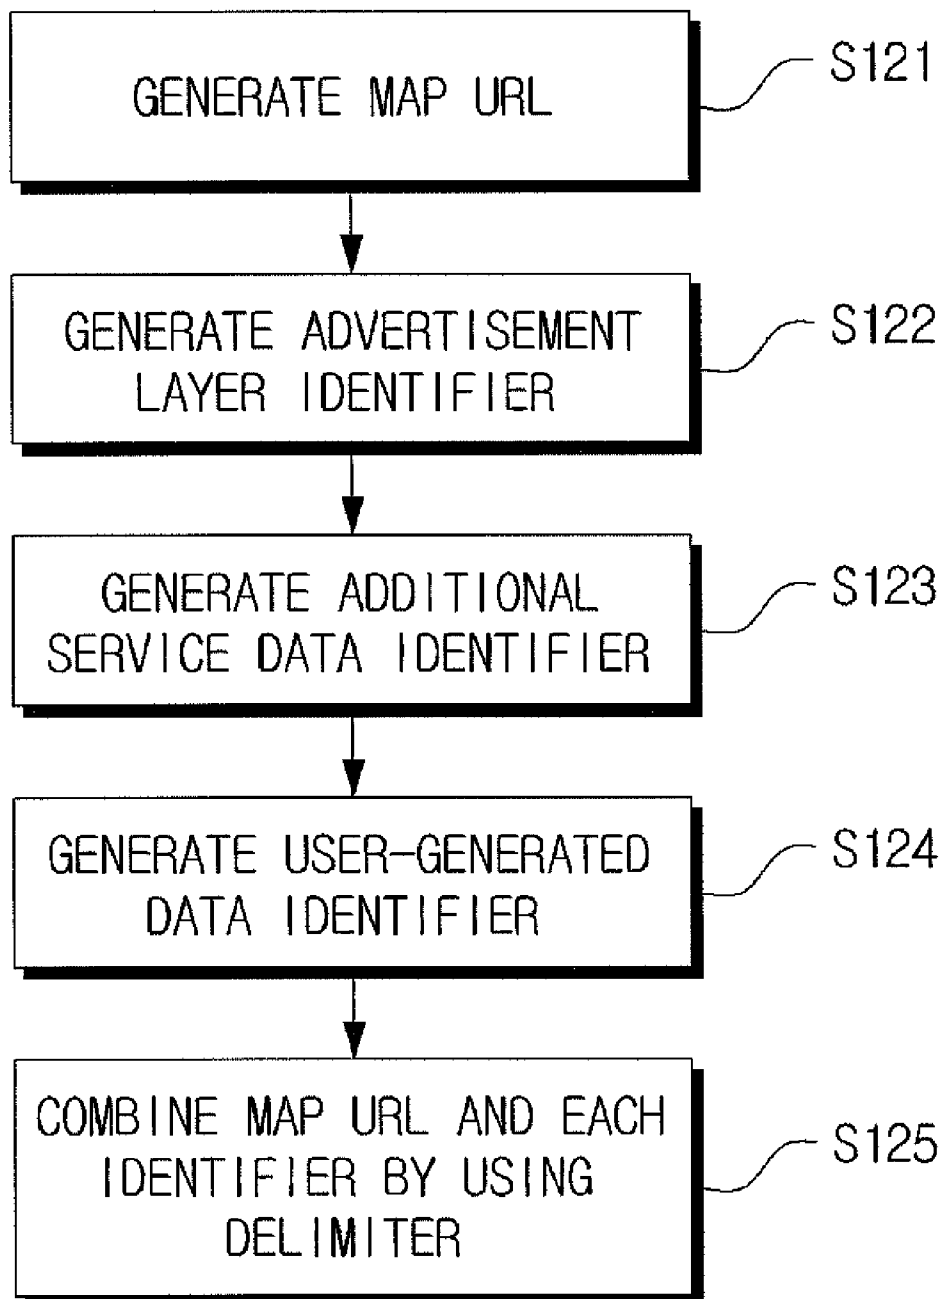 GENERATE MAP URL
S121
GENERATE ADVERTISEMENT
LAYER IDENTIFIER
S122
GENERATE ADDITIONAL
SERVICE DATA IDENTIFIER
S123
GENERATE USER-GENERATED
DATA IDENTIFIER
S124
COMBINE MAP URL AND EACH
IDENTIFIER BY USING
DELIMITER
S125